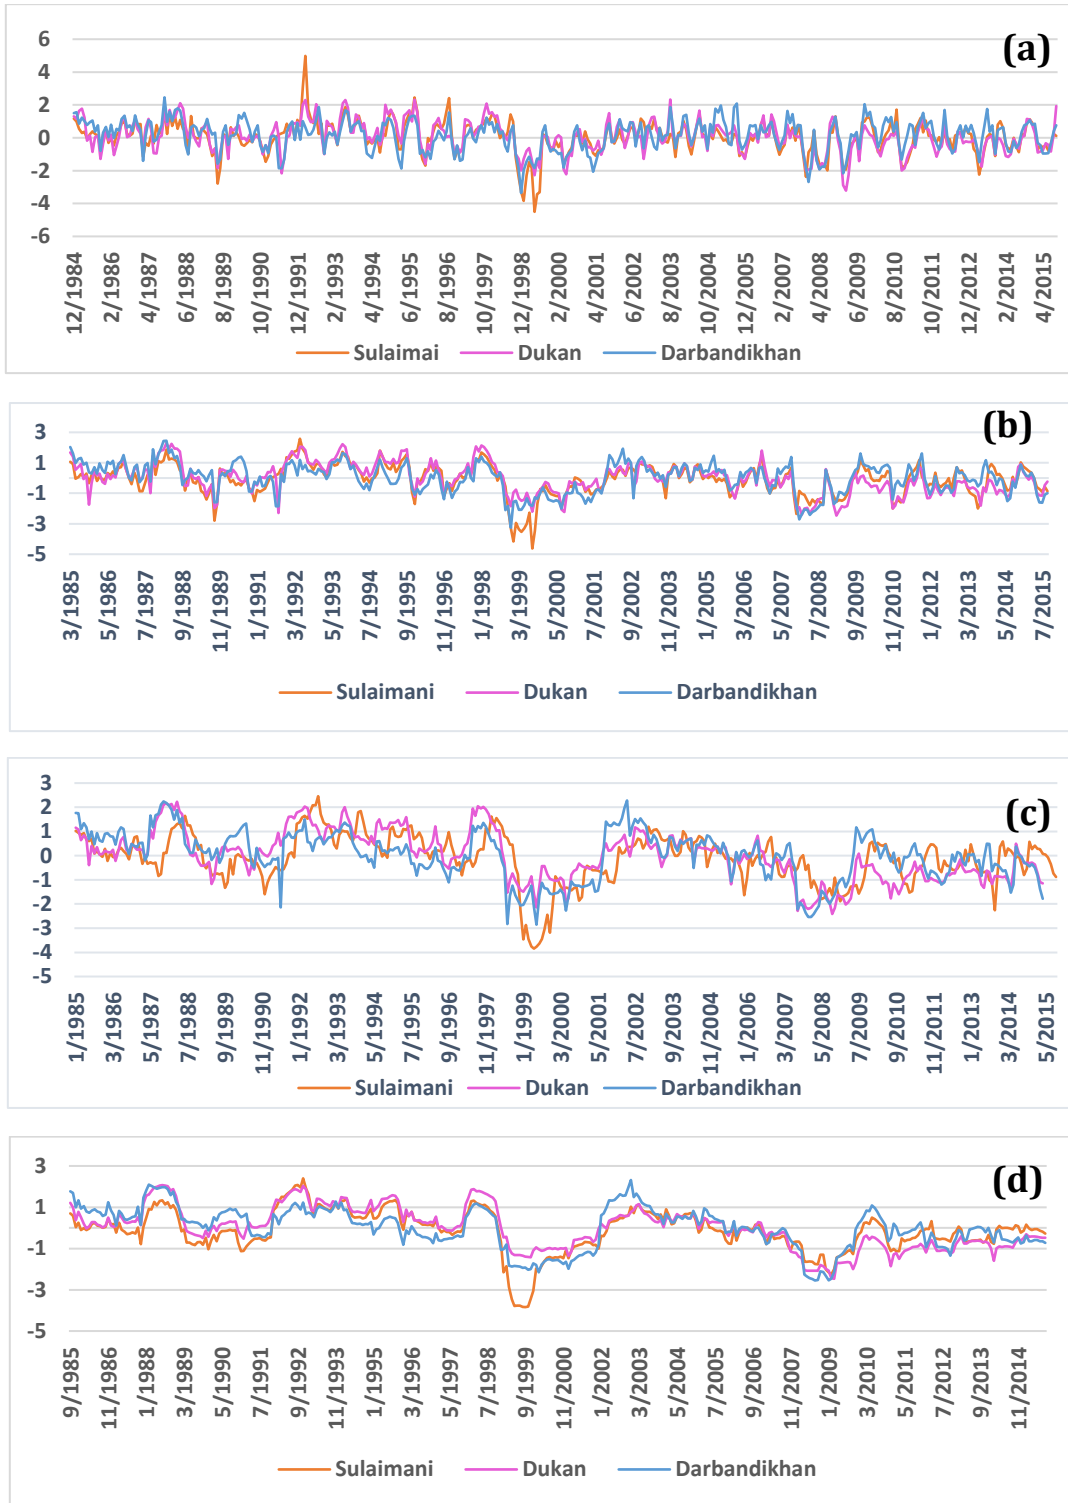 (a)
6
4
2
0
-2
-4
-6
12/1984 2/1986 4/1987 6/1988 8/1989 10/1990 12/1991 2/1993 4/1994 6/1995 8/1996 10/1997 12/1998 2/2000 4/2001 6/2002 8/2003 10/2004 12/2005 2/2007 4/2008 6/2009 8/2010 10/2011 12/2012 2/2014 4/2015
Sulaimai Dukan Darbandikhan
(b)
3
1
-1
-3
-5
3/1985 5/1986 7/1987 9/1988 11/1989 1/1991 3/1992 5/1993 7/1994 9/1995 11/1996 1/1998 3/1999 5/2000 7/2001 9/2002 11/2003 1/2005 3/2006 5/2007 7/2008 9/2009 11/2010 1/2012 3/2013 5/2014 7/2015
Sulaimani Dukan Darbandikhan
(c)
3
2
1
0
-1
-2
-3
-4
-5
1/1985 3/1986 5/1987 7/1988 9/1989 11/1990 1/1992 3/1993 5/1994 7/1995 9/1996 11/1997 1/1999 3/2000 5/2001 7/2002 9/2003 11/2004 1/2006 3/2007 5/2008 7/2009 9/2010 11/2011 1/2013 3/2014 5/2015
Sulaimani Dukan Darbandikhan
(d)
3
1
-1
-3
-5
9/1985 11/1986 1/1988 3/1989 5/1990 7/1991 9/1992 11/1993 1/1995 3/1996 5/1997 7/1998 9/1999 11/2000 1/2002 3/2003 5/2004 7/2005 9/2006 11/2007 1/2009 3/2010 5/2011 7/2012 9/2013 11/2014
Sulaimani Dukan Darbandikhan